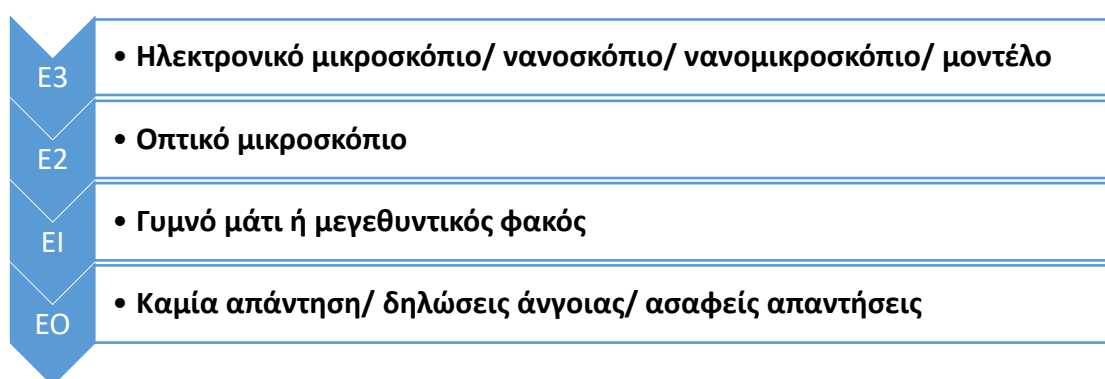 Ε3
• Ηλεκτρονικό μικροσκόπιο/ νανοσκόπιο/ νανομικροσκόπιο/ μοντέλο
Ε2
• Οπτικό μικροσκόπιο
ΕΙ
• Γυμνό μάτι ή μεγεθυντικός φακός
ΕΟ
• Καμία απάντηση/ δηλώσεις άνγοιας/ ασαφείς απαντήσεις